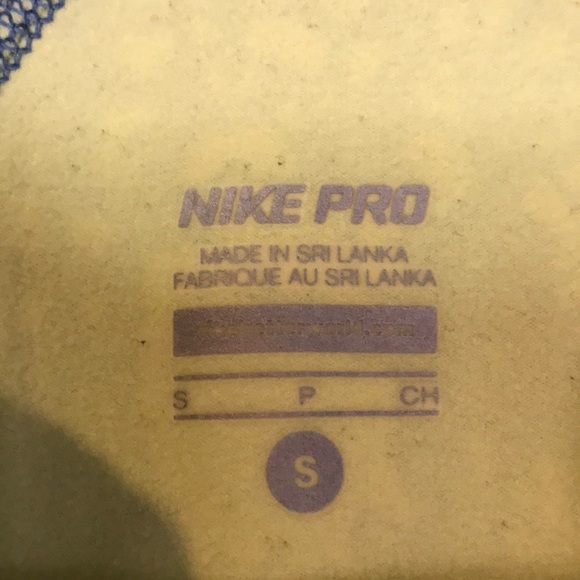 NIKE PRO
MADE IN SRI LANKA
FABRIQUE AU SRI LANKA
S P CH
S